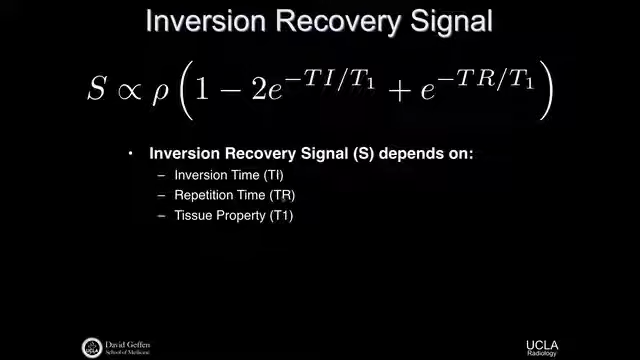 Inversion Recovery Signal
S ∝ ρ(1 − 2e^{−TI/T₁} + e^{−TR/T₁})
• Inversion Recovery Signal (S) depends on:
– Inversion Time (TI)
– Repetition Time (TR)
– Tissue Property (T1)
David Geffen
School of Medicine
UCLA
Radiology